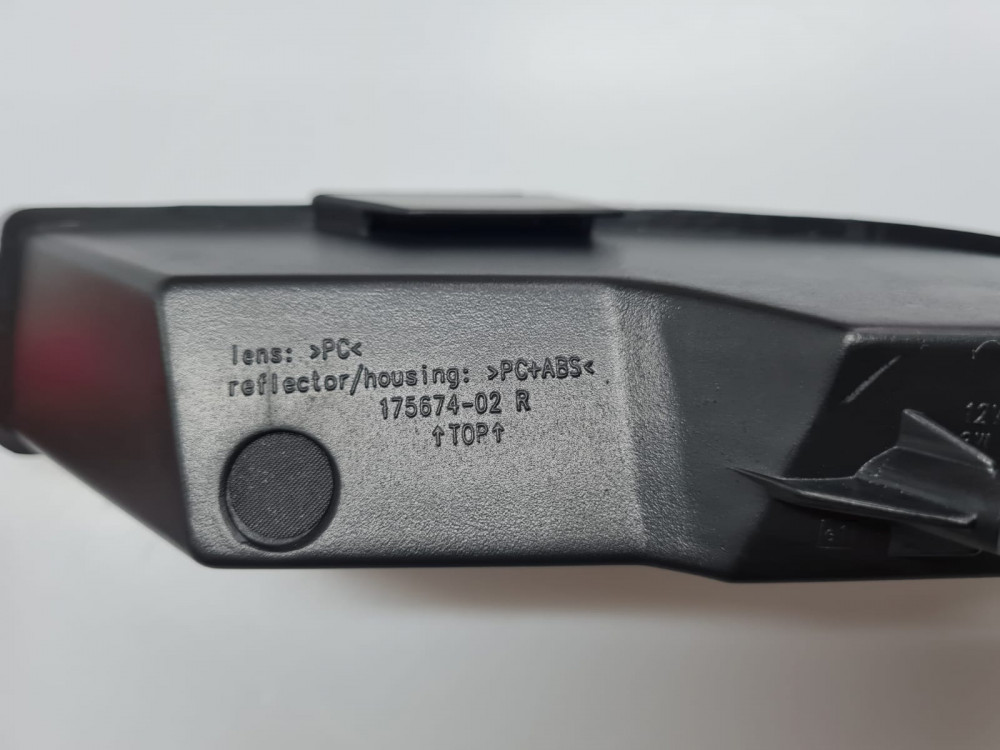 lens: >PC<
reflector/housing: >PC+ABS<
175674-02 R
↑TOP↑